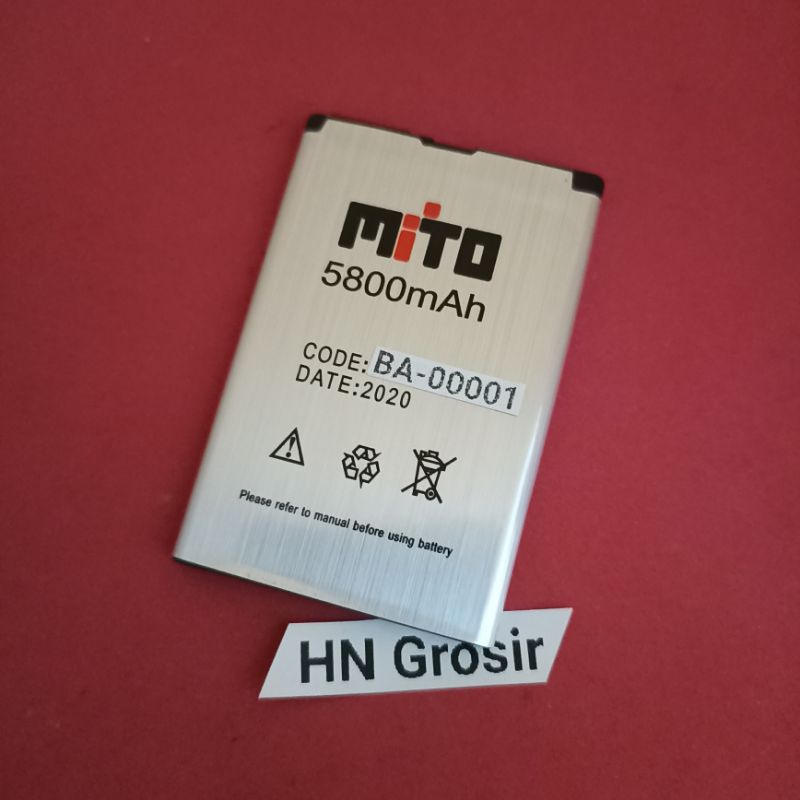 MiTO
5800mAh
CODE: BA-00001
DATE:2020
Please refer to manual before using battery
HN Grosir